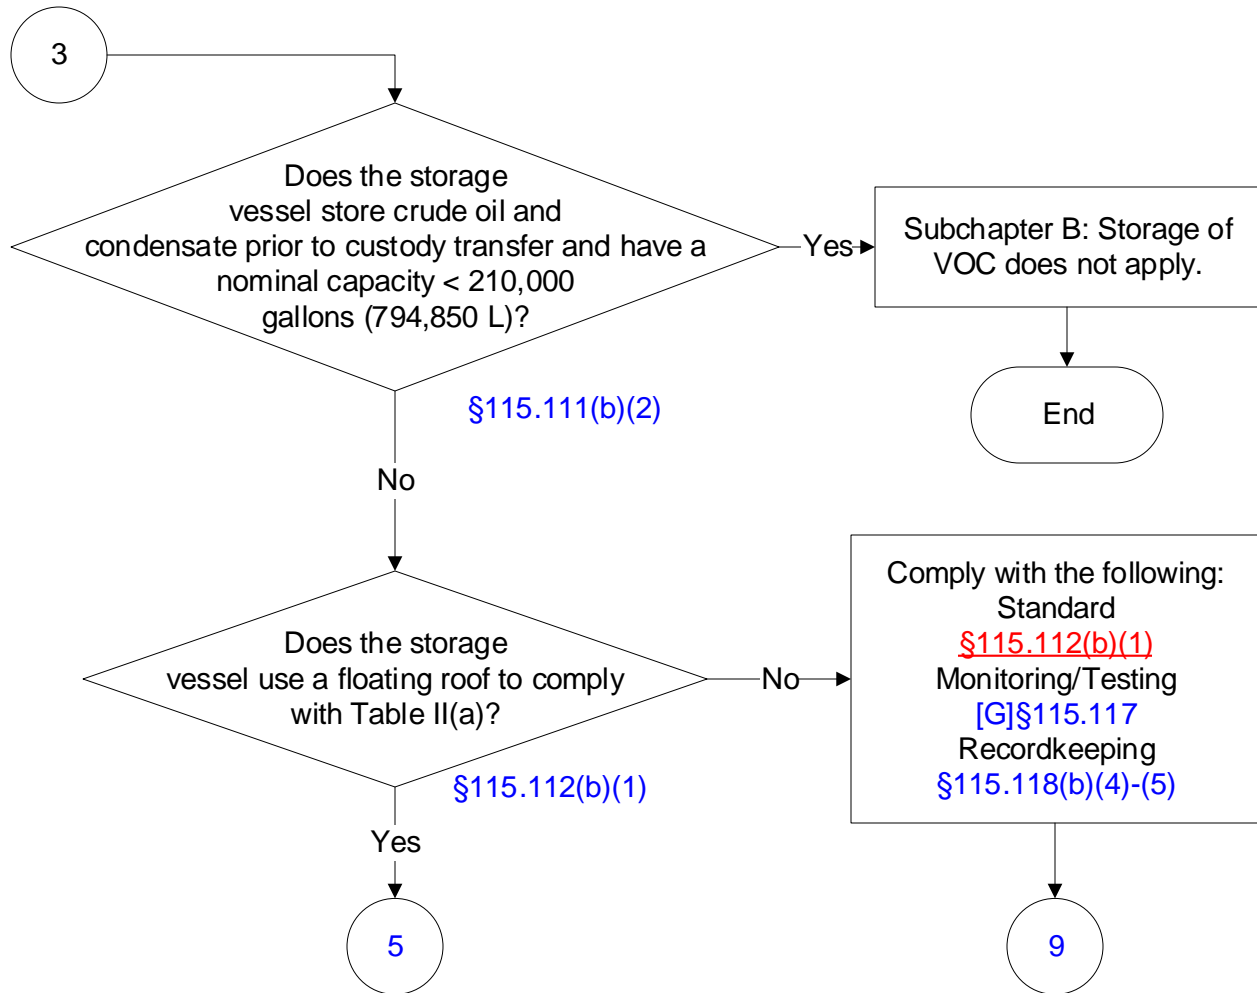 3
Does the storage
vessel store crude oil and
condensate prior to custody transfer and have a
nominal capacity < 210,000
gallons (794,850 L)?
Yes
Subchapter B: Storage of
VOC does not apply.
§115.111(b)(2)
End
No
Does the storage
vessel use a floating roof to comply
with Table II(a)?
No
Comply with the following:
Standard
§115.112(b)(1)
Monitoring/Testing
[G]§115.117
Recordkeeping
§115.118(b)(4)-(5)
§115.112(b)(1)
Yes
5
9